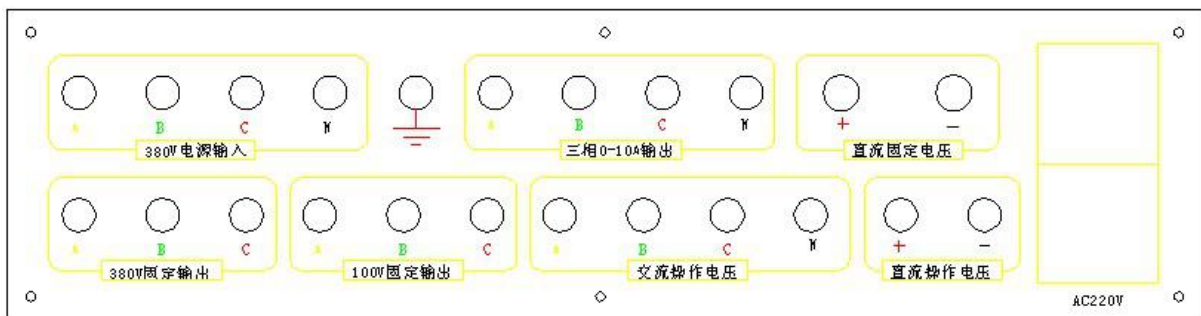 A B C N
380V电源输入
A B C N
三相0-10A输出
+ -
直流固定电压
A B C
380V固定输出
A B C
100V固定输出
A B C N
交流操作电压
+ -
直流操作电压
AC220V